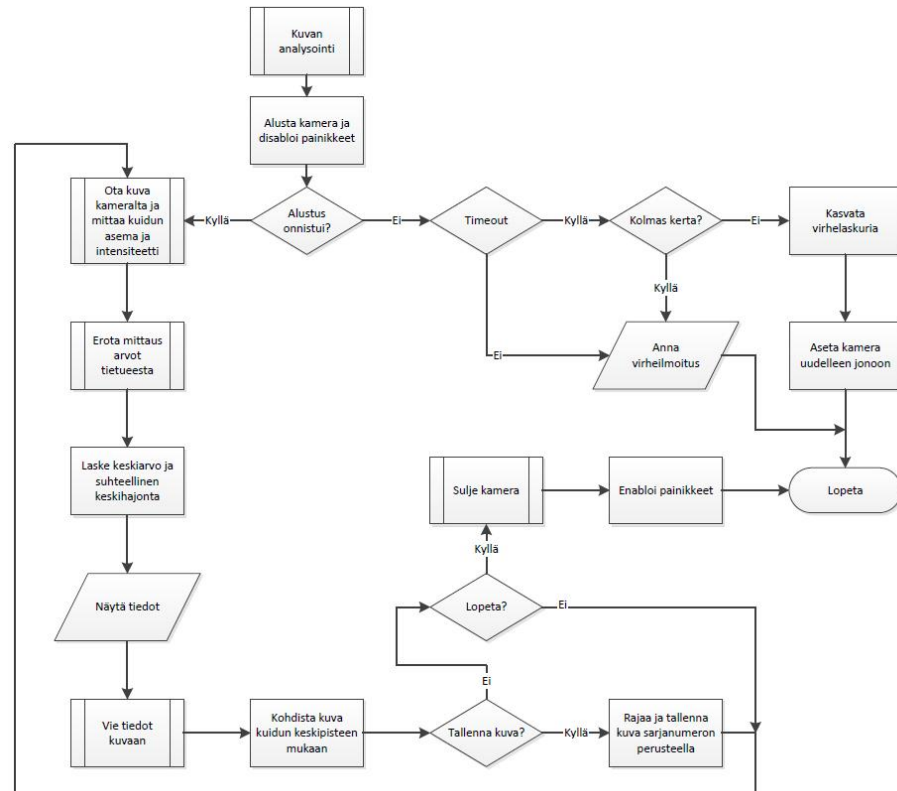 Kuvan
analysointi
Alusta kamera ja
disabloi painikkeet
Ota kuva
kameralta ja
mittaa kuidun
asema ja
intensiteetti
Kyllä
Alustus
onnistui?
Ei
Timeout
Kyllä
Kolmas kerta?
Ei
Kasvata
virhelaskuria
Kyllä
Erota mittaus
arvot
tietueesta
Ei
Anna
virheilmoitus
Aseta kamera
uudelleen jonoon
Laske keskiarvo ja
suhteellinen
keskihajonta
Sulje kamera
Enabloi painikkeet
Lopeta
Kyllä
Näytä tiedot
Lopeta?
Ei
Ei
Vie tiedot
kuvaan
Kohdista kuva
kuidun keskipisteen
mukaan
Tallenna kuva?
Kyllä
Rajaa ja tallenna
kuva sarjanumeron
perusteella